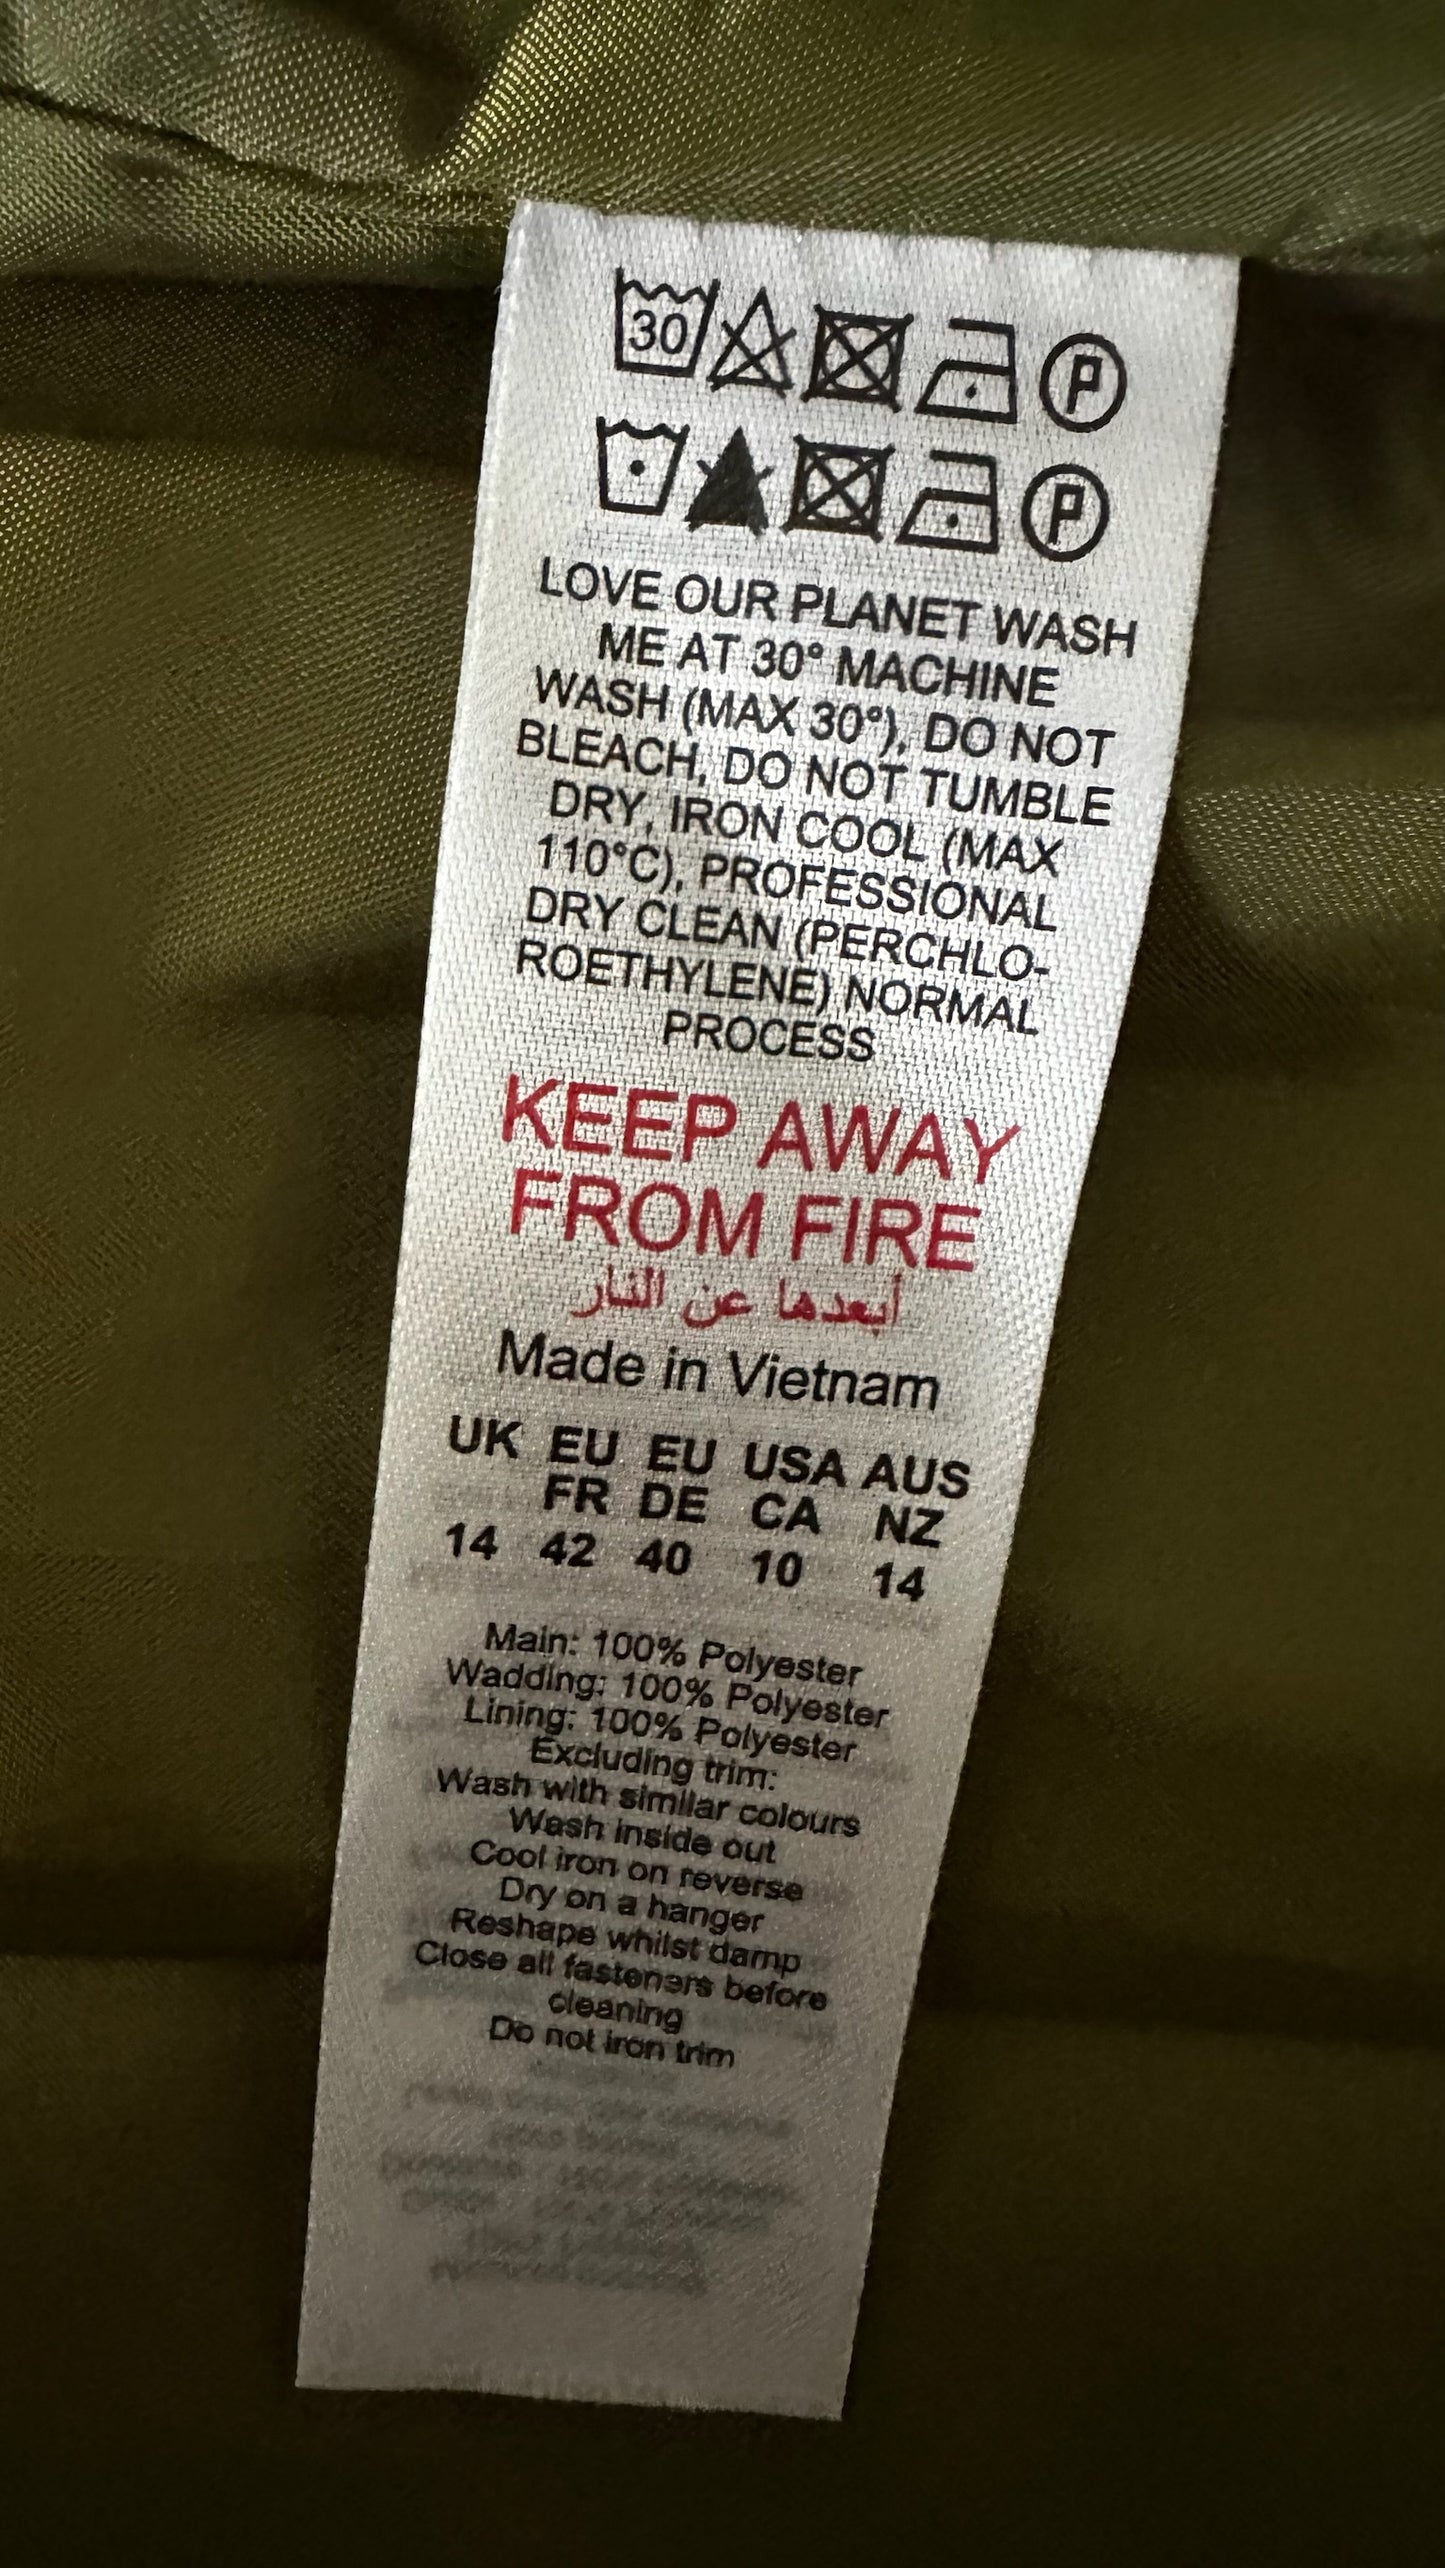 30
P
P
LOVE OUR PLANET WASH
ME AT 30° MACHINE
WASH (MAX 30°), DO NOT
BLEACH, DO NOT TUMBLE
DRY, IRON COOL (MAX
110°C), PROFESSIONAL
DRY CLEAN (PERCHLO-
ROETHYLENE) NORMAL
PROCESS
KEEP AWAY
FROM FIRE
أبعدها عن النار
Made in Vietnam
UK EU EU USA AUS
FR DE CA NZ
14 42 40 10 14
Main: 100% Polyester
Wadding: 100% Polyester
Lining: 100% Polyester
Excluding trim:
Wash with similar colours
Wash inside out
Cool iron on reverse
Dry on a hanger
Reshape whilst damp
Close all fasteners before
cleaning
Do not iron trim